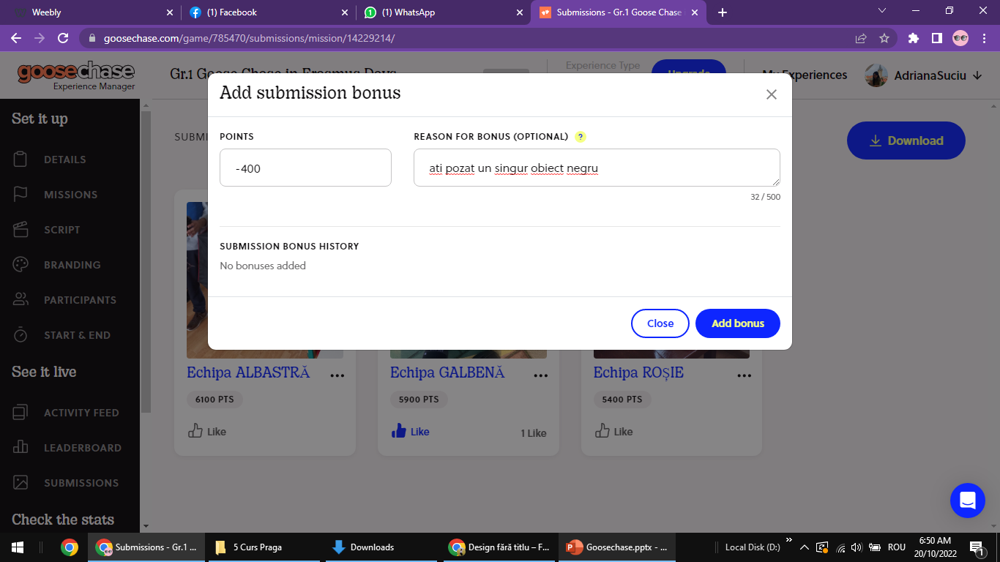 Weebly
(1) Facebook
(1) WhatsApp
1
Submissions - Gr.1 Goose Chase
goosechase.com/game/785470/submissions/mission/14229214/
goosechase
Experience Manager
Gr.1 Goose Chase in Erasmus Days
Experience Type
Upgrade
My Experiences
AdrianaSuciu
Set it up
DETAILS
MISSIONS
SCRIPT
BRANDING
PARTICIPANTS
START & END
See it live
ACTIVITY FEED
LEADERBOARD
SUBMISSIONS
Check the stats
SUBMI
Download
Add submission bonus
POINTS
-400
REASON FOR BONUS (OPTIONAL) ?
ati pozat un singur obiect negru
32 / 500
SUBMISSION BONUS HISTORY
No bonuses added
Close
Add bonus
Echipa ALBASTRĂ
6100 PTS
Like
Echipa GALBENĂ
5900 PTS
Like
1 Like
Echipa ROȘIE
5400 PTS
Like
Submissions - Gr.1 ...
5 Curs Praga
Downloads
Design fără titlu – F...
Goosechase.pptx - ...
Local Disk (D:)
ROU
6:50 AM
20/10/2022
1